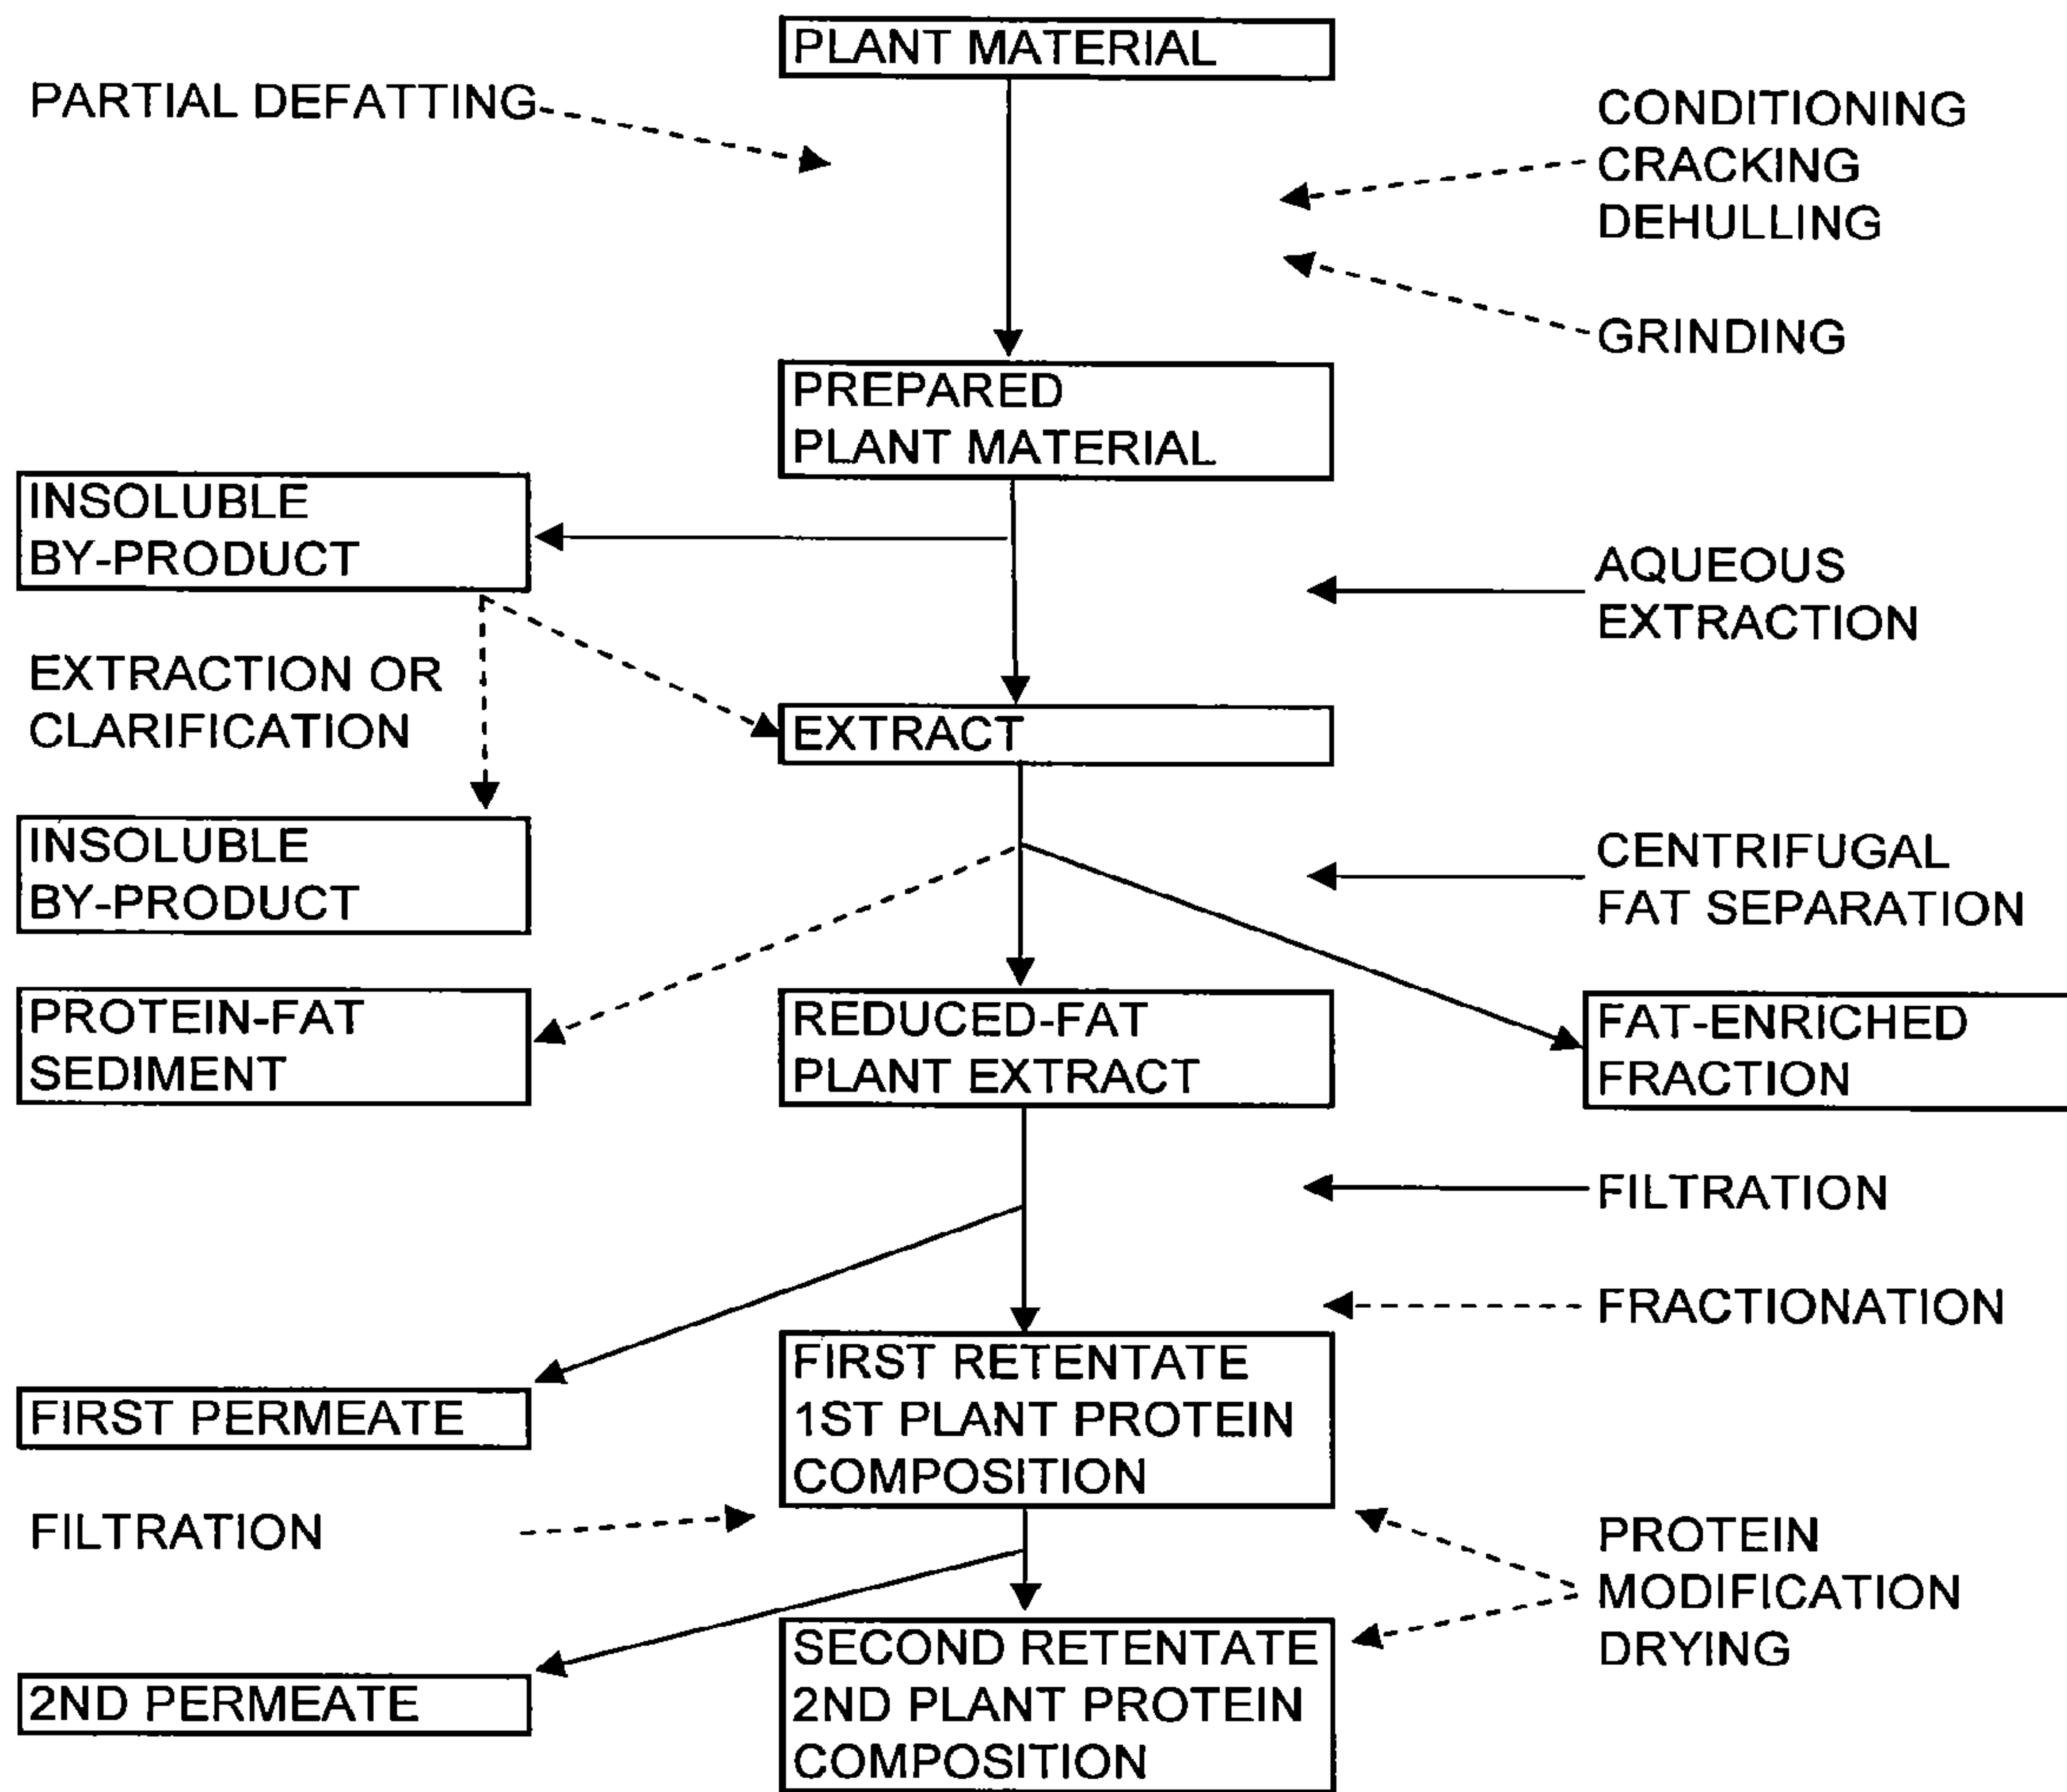 PLANT MATERIAL
PARTIAL DEFATTING
CONDITIONING
CRACKING
DEHULLING
GRINDING
PREPARED
PLANT MATERIAL
INSOLUBLE
BY-PRODUCT
AQUEOUS
EXTRACTION
EXTRACTION OR
CLARIFICATION
EXTRACT
INSOLUBLE
BY-PRODUCT
CENTRIFUGAL
FAT SEPARATION
PROTEIN-FAT
SEDIMENT
REDUCED-FAT
PLANT EXTRACT
FAT-ENRICHED
FRACTION
FILTRATION
FRACTIONATION
FIRST RETENTATE
1ST PLANT PROTEIN
COMPOSITION
FIRST PERMEATE
FILTRATION
PROTEIN
MODIFICATION
DRYING
SECOND RETENTATE
2ND PLANT PROTEIN
COMPOSITION
2ND PERMEATE